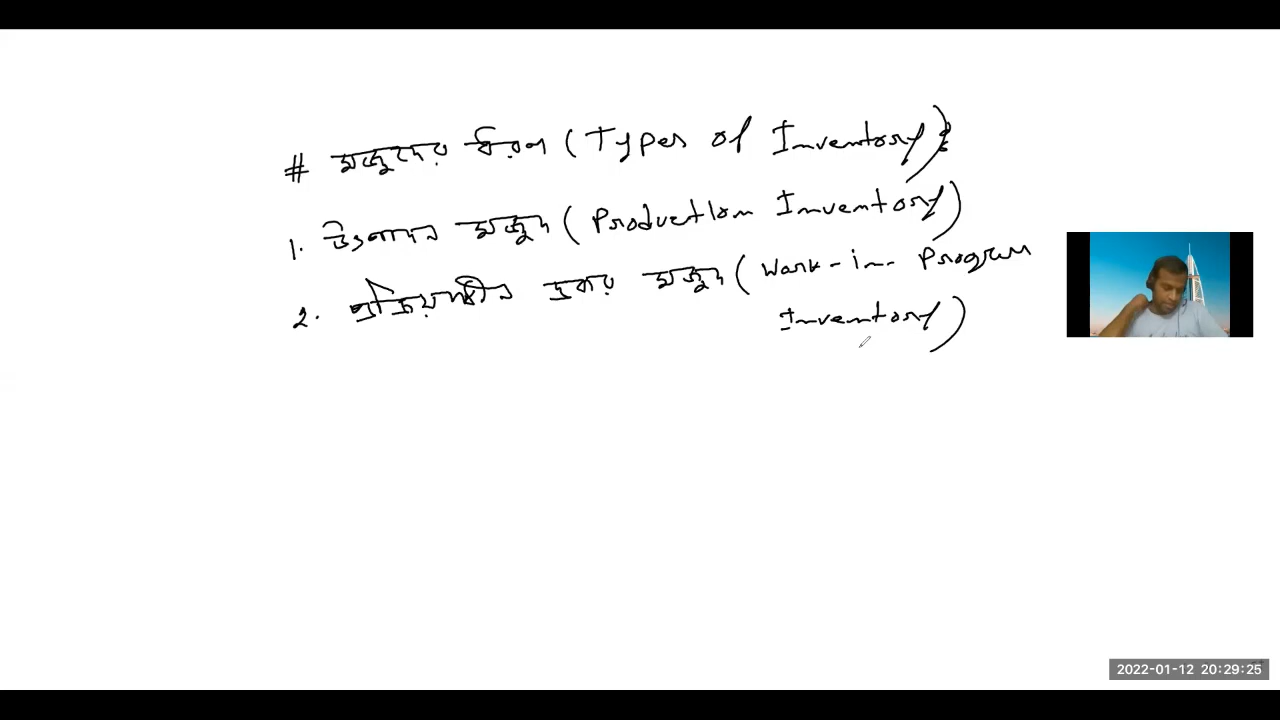 # মজুদের ধরণ (Types of Inventory):
1. উৎপাদন মজুদ (Production Inventory)
2. প্রক্রিয়াধীন দ্রব্যের মজুদ (Work-in-Program
Inventory)
2022-01-12 20:29:25